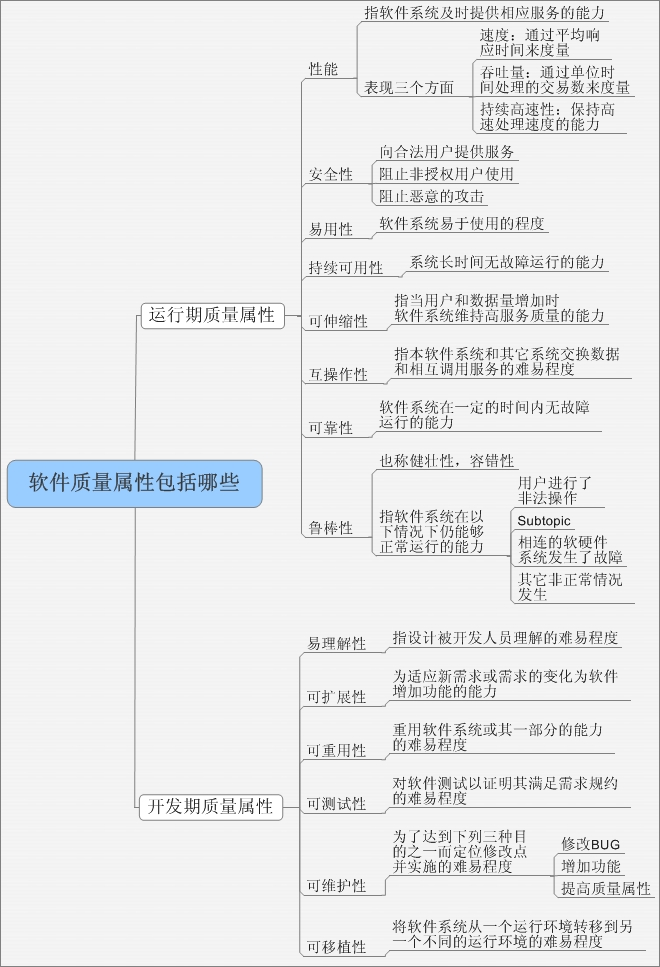 软件质量属性包括哪些
运行期质量属性
性能
指软件系统及时提供相应服务的能力
表现三个方面
速度：通过平均响
应时间来度量
吞吐量：通过单位时
间处理的交易数来度量
持续高速性：保持高
速处理速度的能力
安全性
向合法用户提供服务
阻止非授权用户使用
阻止恶意的攻击
易用性
软件系统易于使用的程度
持续可用性
系统长时间无故障运行的能力
可伸缩性
指当用户和数据量增加时
软件系统维持高服务质量的能力
互操作性
指本软件系统和其它系统交换数据
和相互调用服务的难易程度
可靠性
软件系统在一定的时间内无故障
运行的能力
鲁棒性
也称健壮性，容错性
指软件系统在以
下情况下仍能够
正常运行的能力
用户进行了
非法操作
Subtopic
相连的软硬件
系统发生了故障
其它非正常情况
发生
开发期质量属性
易理解性
指设计被开发人员理解的难易程度
可扩展性
为适应新需求或需求的变化为软件
增加功能的能力
可重用性
重用软件系统或其一部分的能力
的难易程度
可测试性
对软件测试以证明其满足需求规约
的难易程度
可维护性
为了达到下列三种目
的之一而定位修改点
并实施的难易程度
修改BUG
增加功能
提高质量属性
可移植性
将软件系统从一个运行环境转移到另
一个不同的运行环境的难易程度